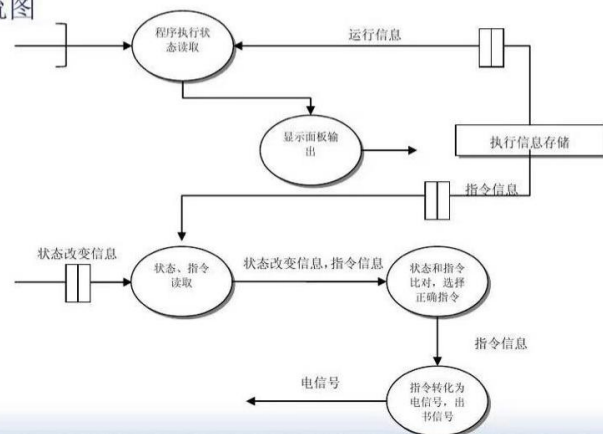 流图
程序执行状
态读取
运行信息
显示面板输
出
执行信息存储
指令信息
状态改变信息
状态、指令
读取
状态改变信息,指令信息
状态和指令
比对，选择
正确指令
指令信息
电信号
指令转化为
电信号，出
书信号